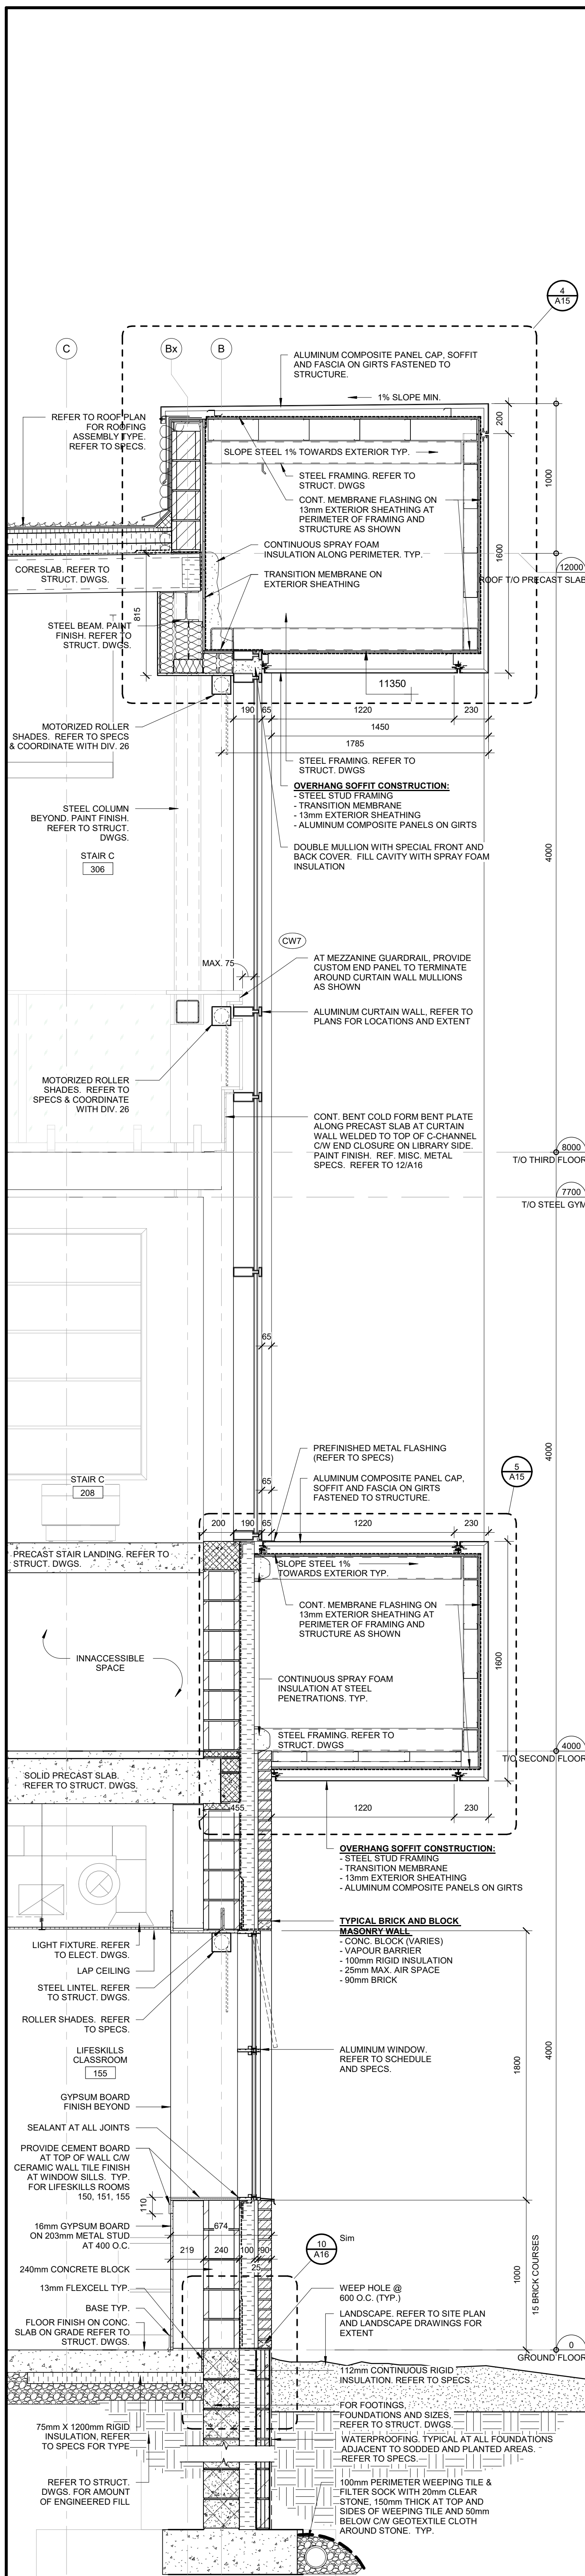 4
A15
C
Bx
B
ALUMINUM COMPOSITE PANEL CAP, SOFFIT
AND FASCIA ON GIRTS FASTENED TO
STRUCTURE.
1% SLOPE MIN.
REFER TO ROOF PLAN
FOR ROOFING
ASSEMBLY TYPE.
REFER TO SPECS.
200
SLOPE STEEL 1% TOWARDS EXTERIOR TYP.
STEEL FRAMING. REFER TO
STRUCT. DWGS
1000
CONT. MEMBRANE FLASHING ON
13mm EXTERIOR SHEATHING AT
PERIMETER OF FRAMING AND
STRUCTURE AS SHOWN
CONTINUOUS SPRAY FOAM
INSULATION ALONG PERIMETER. TYP.
1600
CORESLAB. REFER TO
STRUCT. DWGS.
TRANSITION MEMBRANE ON
EXTERIOR SHEATHING
12000
ROOF T/O PRECAST SLAB
815
STEEL BEAM. PAINT
FINISH. REFER TO
STRUCT. DWGS.
11350
MOTORIZED ROLLER
SHADES. REFER TO SPECS
& COORDINATE WITH DIV. 26
190
65
1220
230
1450
1785
STEEL FRAMING. REFER TO
STRUCT. DWGS
OVERHANG SOFFIT CONSTRUCTION:
- STEEL STUD FRAMING
- TRANSITION MEMBRANE
- 13mm EXTERIOR SHEATHING
- ALUMINUM COMPOSITE PANELS ON GIRTS
STEEL COLUMN
BEYOND. PAINT FINISH.
REFER TO STRUCT.
DWGS.
DOUBLE MULLION WITH SPECIAL FRONT AND
BACK COVER. FILL CAVITY WITH SPRAY FOAM
INSULATION
4000
STAIR C
306
CW7
MAX. 75
AT MEZZANINE GUARDRAIL, PROVIDE
CUSTOM END PANEL TO TERMINATE
AROUND CURTAIN WALL MULLIONS
AS SHOWN
ALUMINUM CURTAIN WALL, REFER TO
PLANS FOR LOCATIONS AND EXTENT
MOTORIZED ROLLER
SHADES. REFER TO
SPECS & COORDINATE
WITH DIV. 26
CONT. BENT COLD FORM BENT PLATE
ALONG PRECAST SLAB AT CURTAIN
WALL WELDED TO TOP OF C-CHANNEL
C/W END CLOSURE ON LIBRARY SIDE.
PAINT FINISH. REF. MISC. METAL
SPECS. REFER TO 12/A16
8000
T/O THIRD FLOOR
7700
T/O STEEL GYM
65
4000
PREFINISHED METAL FLASHING
(REFER TO SPECS)
5
A15
STAIR C
208
65
ALUMINUM COMPOSITE PANEL CAP,
SOFFIT AND FASCIA ON GIRTS
FASTENED TO STRUCTURE.
200
190
65
1220
230
PRECAST STAIR LANDING. REFER TO
STRUCT. DWGS.
SLOPE STEEL 1%
TOWARDS EXTERIOR TYP.
CONT. MEMBRANE FLASHING ON
13mm EXTERIOR SHEATHING AT
PERIMETER OF FRAMING AND
STRUCTURE AS SHOWN
INNACCESSIBLE
SPACE
1600
CONTINUOUS SPRAY FOAM
INSULATION AT STEEL
PENETRATIONS. TYP.
STEEL FRAMING. REFER TO
STRUCT. DWGS
4000
T/O SECOND FLOOR
SOLID PRECAST SLAB.
REFER TO STRUCT. DWGS.
455
1220
230
OVERHANG SOFFIT CONSTRUCTION:
- STEEL STUD FRAMING
- TRANSITION MEMBRANE
- 13mm EXTERIOR SHEATHING
- ALUMINUM COMPOSITE PANELS ON GIRTS
TYPICAL BRICK AND BLOCK
MASONRY WALL
- CONC. BLOCK (VARIES)
- VAPOUR BARRIER
- 100mm RIGID INSULATION
- 25mm MAX. AIR SPACE
- 90mm BRICK
LIGHT FIXTURE. REFER
TO ELECT. DWGS.
LAP CEILING
STEEL LINTEL. REFER
TO STRUCT. DWGS.
ROLLER SHADES. REFER
TO SPECS.
LIFESKILLS
CLASSROOM
155
ALUMINUM WINDOW.
REFER TO SCHEDULE
AND SPECS.
1800
4000
GYPSUM BOARD
FINISH BEYOND
SEALANT AT ALL JOINTS
PROVIDE CEMENT BOARD
AT TOP OF WALL C/W
CERAMIC WALL TILE FINISH
AT WINDOW SILLS. TYP.
FOR LIFESKILLS ROOMS
150, 151, 155
110
16mm GYPSUM BOARD
ON 203mm METAL STUD
AT 400 O.C.
674
219
240
100
90
25
10
A16
Sim
1000
15 BRICK COURSES
240mm CONCRETE BLOCK
13mm FLEXCELL TYP.
BASE TYP.
FLOOR FINISH ON CONC.
SLAB ON GRADE REFER TO
STRUCT. DWGS.
WEEP HOLE @
600 O.C. (TYP.)
LANDSCAPE. REFER TO SITE PLAN
AND LANDSCAPE DRAWINGS FOR
EXTENT
0
GROUND FLOOR
112mm CONTINUOUS RIGID
INSULATION. REFER TO SPECS
FOR FOOTINGS,
FOUNDATIONS AND SIZES,
REFER TO STRUCT. DWGS.
75mm X 1200mm RIGID
INSULATION, REFER
TO SPECS FOR TYPE
WATERPROOFING. TYPICAL AT ALL FOUNDATIONS
ADJACENT TO SODDED AND PLANTED AREAS.
REFER TO SPECS.
REFER TO STRUCT.
DWGS. FOR AMOUNT
OF ENGINEERED FILL
100mm PERIMETER WEEPING TILE &
FILTER SOCK WITH 20mm CLEAR
STONE, 150mm THICK AT TOP AND
SIDES OF WEEPING TILE AND 50mm
BELOW C/W GEOTEXTILE CLOTH
AROUND STONE. TYP.